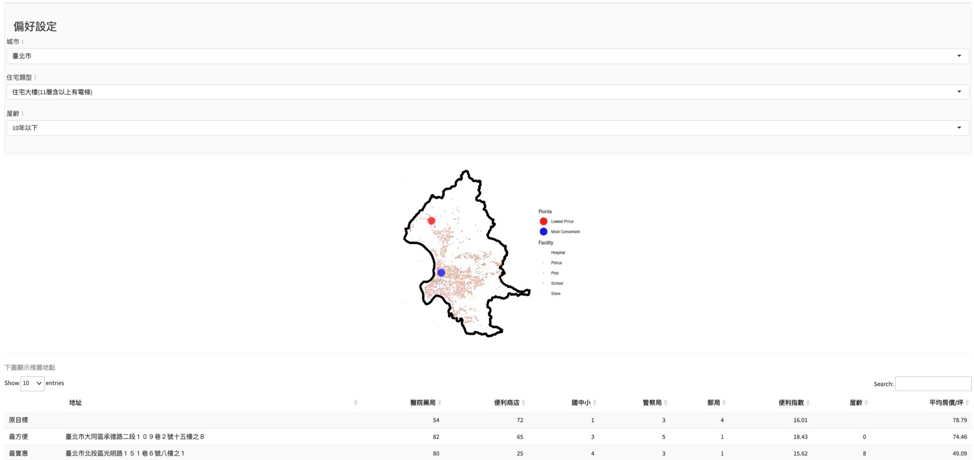 偏好設定
城市：
臺北市
住宅類型：
住宅大樓(11層含以上有電梯)
屋齡：
10年以下
Points
Lowest Price
Most Convenient
Facility
Hospital
Police
Post
School
Store
下圖顯示推薦地點
Show 10 entries
Search:
地址 醫院藥局 便利商店 國中小 警察局 郵局 便利指數 屋齡 平均房價/坪
原目標 54 72 1 3 4 16.01 78.79
最方便 臺北市大同區承德路二段１０９巷２號十五樓之８ 82 65 3 5 1 18.43 0 74.46
最實惠 臺北市北投區光明路１５１巷６號八樓之１ 80 25 4 3 1 15.62 8 49.09